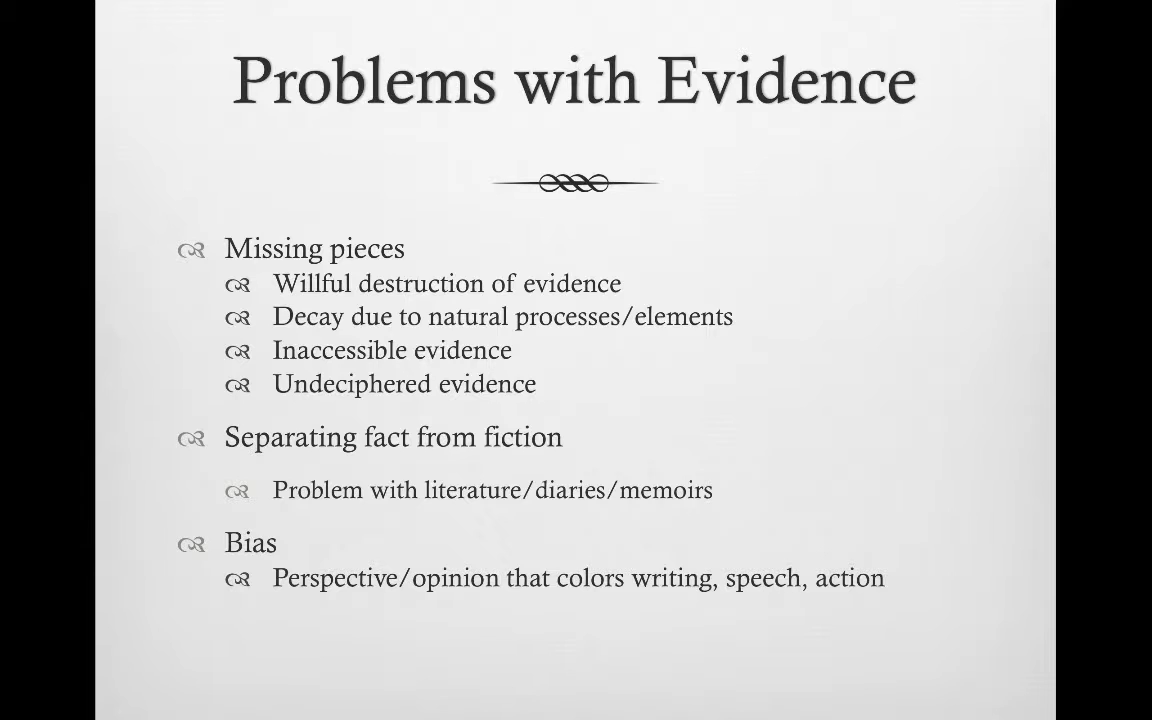 Problems with Evidence
Missing pieces
Willful destruction of evidence
Decay due to natural processes/elements
Inaccessible evidence
Undeciphered evidence
Separating fact from fiction
Problem with literature/diaries/memoirs
Bias
Perspective/opinion that colors writing, speech, action